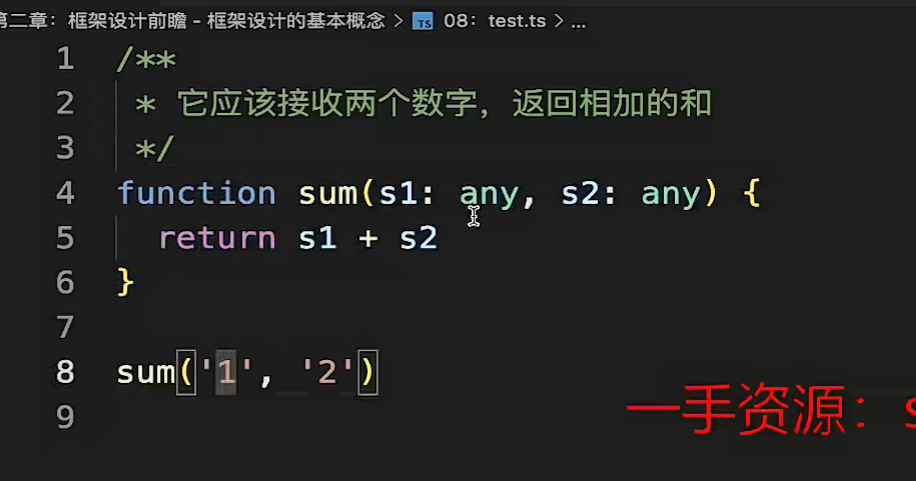 第二章：框架设计前瞻 - 框架设计的基本概念 > TS 08：test.ts > ...
1 /**
2 * 它应该接收两个数字，返回相加的和
3 */
4 function sum(s1: any, s2: any) {
5 return s1 + s2
6 }
7
8 sum('1', '2')
9
一手资源：s